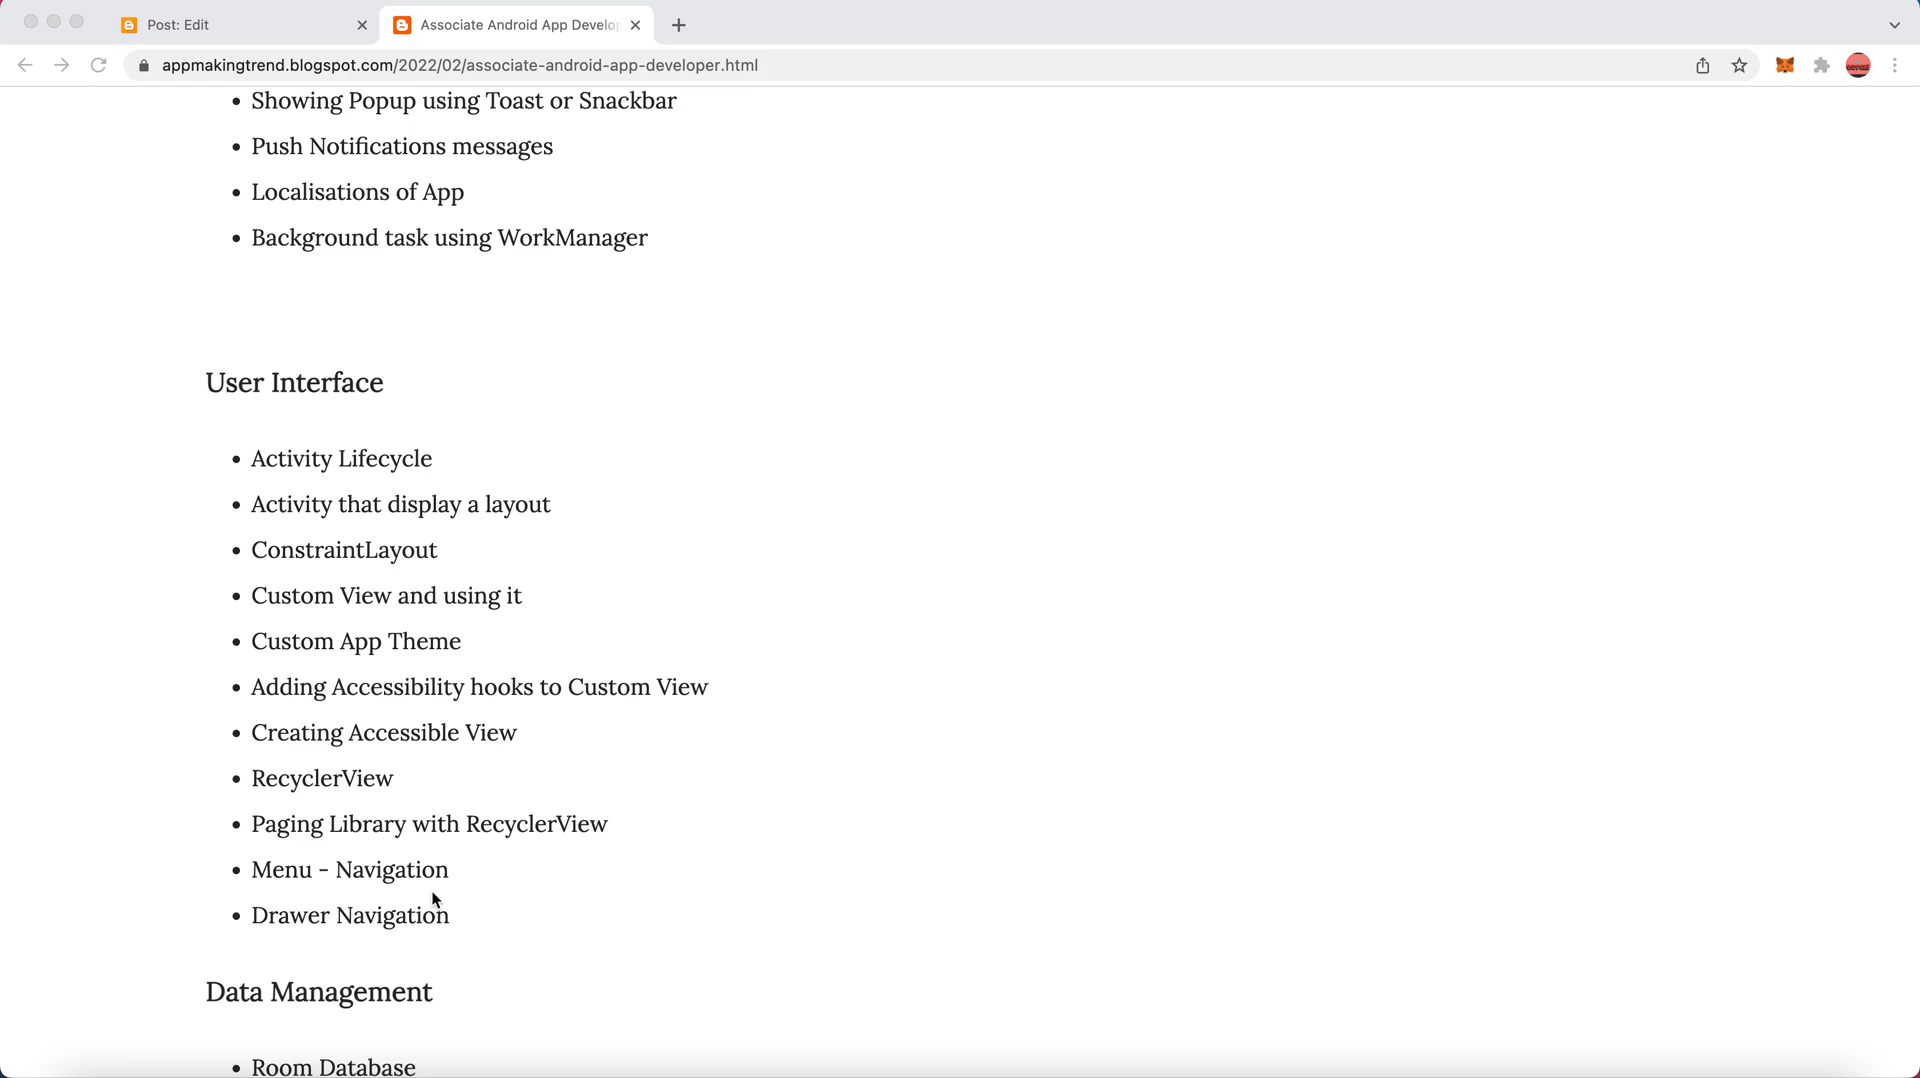 Post: Edit
Associate Android App Develo
appmakingtrend.blogspot.com/2022/02/associate-android-app-developer.html
• Showing Popup using Toast or Snackbar
• Push Notifications messages
• Localisations of App
• Background task using WorkManager
User Interface
• Activity Lifecycle
• Activity that display a layout
• ConstraintLayout
• Custom View and using it
• Custom App Theme
• Adding Accessibility hooks to Custom View
• Creating Accessible View
• RecyclerView
• Paging Library with RecyclerView
• Menu - Navigation
• Drawer Navigation
Data Management
• Room Database